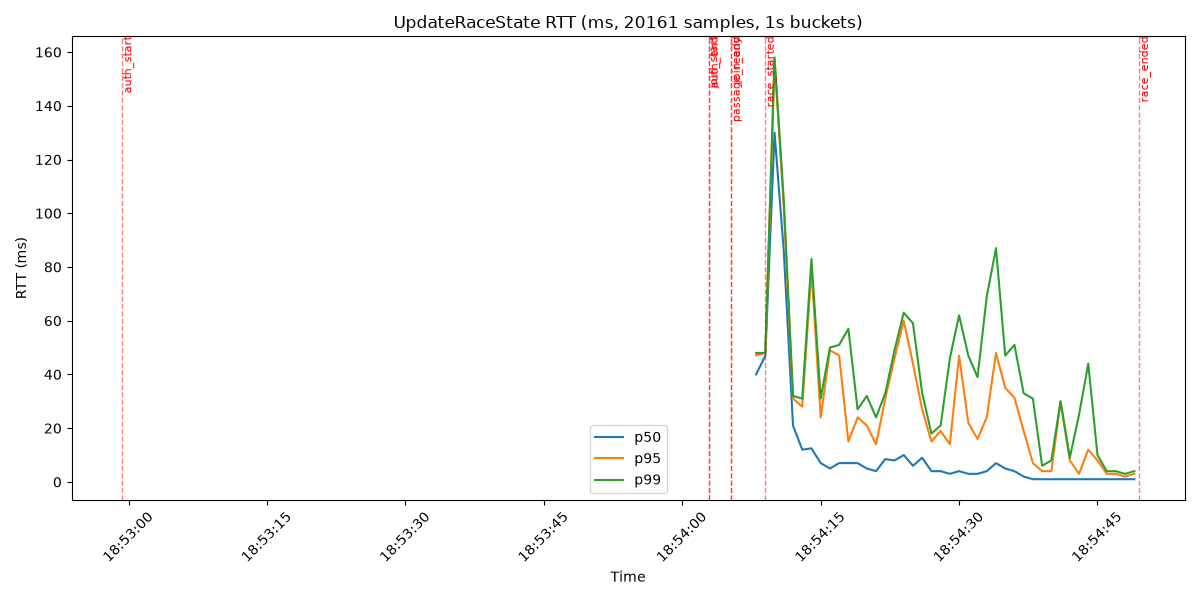 UpdateRaceState RTT (ms, 20161 samples, 1s buckets)
160
140
120
100
80
60
40
20
0
RTT (ms)
auth_start
passage_ready
race_started
race_ended
p50
p95
p99
18:53:00
18:53:15
18:53:30
18:53:45
18:54:00
18:54:15
18:54:30
18:54:45
Time